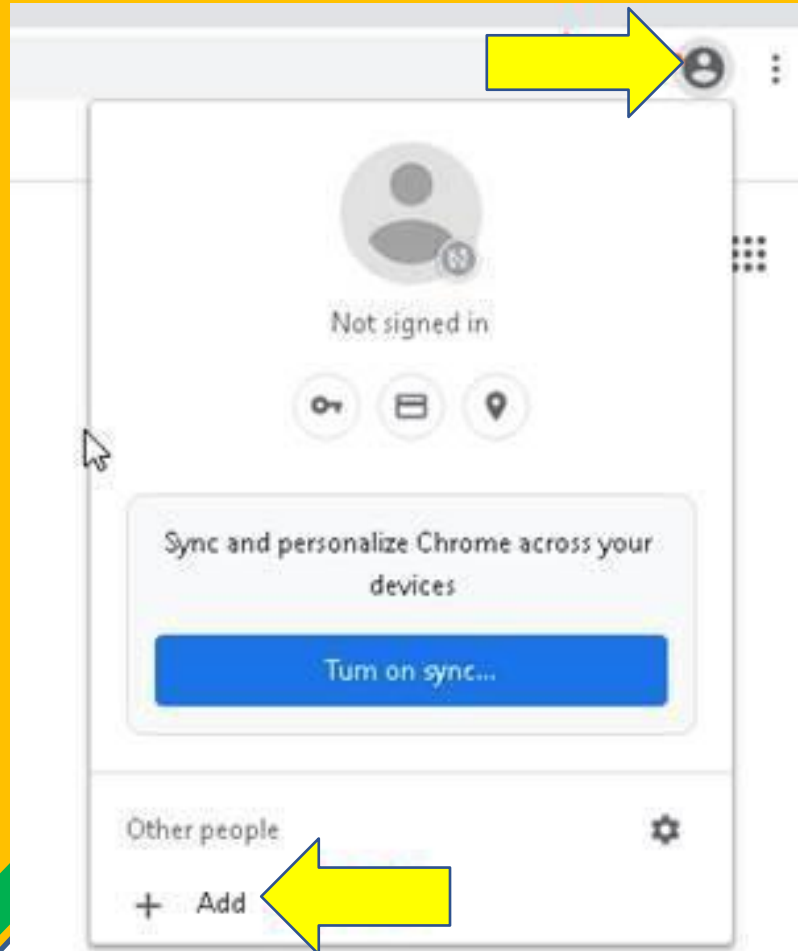 Not signed in
Sync and personalize Chrome across your
devices
Turn on sync...
Other people
+ Add